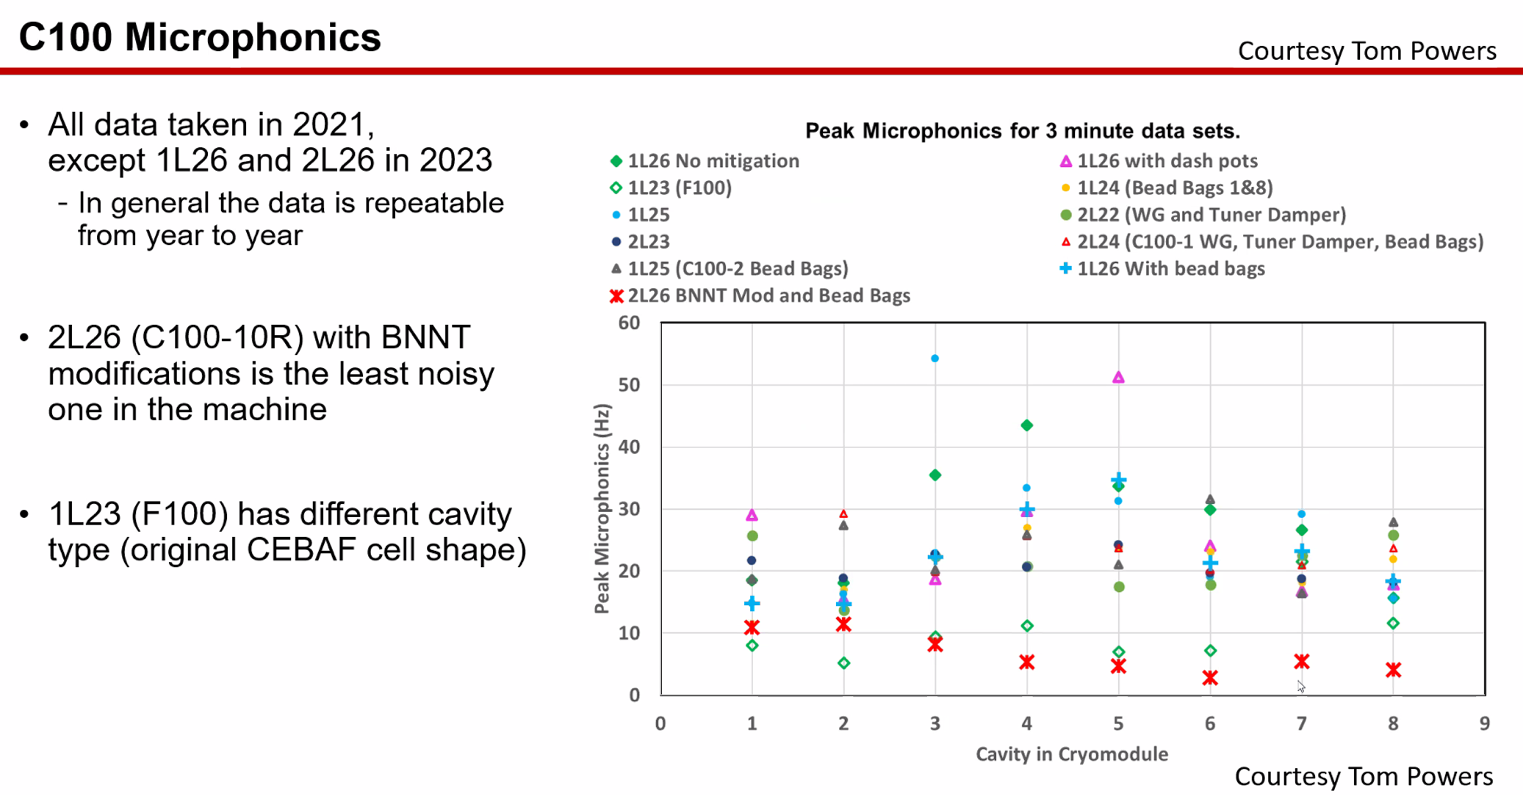 C100 Microphonics
Courtesy Tom Powers
• All data taken in 2021,
except 1L26 and 2L26 in 2023
- In general the data is repeatable
from year to year
• 2L26 (C100-10R) with BNNT
modifications is the least noisy
one in the machine
• 1L23 (F100) has different cavity
type (original CEBAF cell shape)
Peak Microphonics for 3 minute data sets.
1L26 No mitigation
1L26 with dash pots
1L23 (F100)
1L24 (Bead Bags 1&8)
1L25
2L22 (WG and Tuner Damper)
2L23
2L24 (C100-1 WG, Tuner Damper, Bead Bags)
1L25 (C100-2 Bead Bags)
1L26 With bead bags
2L26 BNNT Mod and Bead Bags
Peak Microphonics (Hz)
60
50
40
30
20
10
0
0 1 2 3 4 5 6 7 8 9
Cavity in Cryomodule
Courtesy Tom Powers